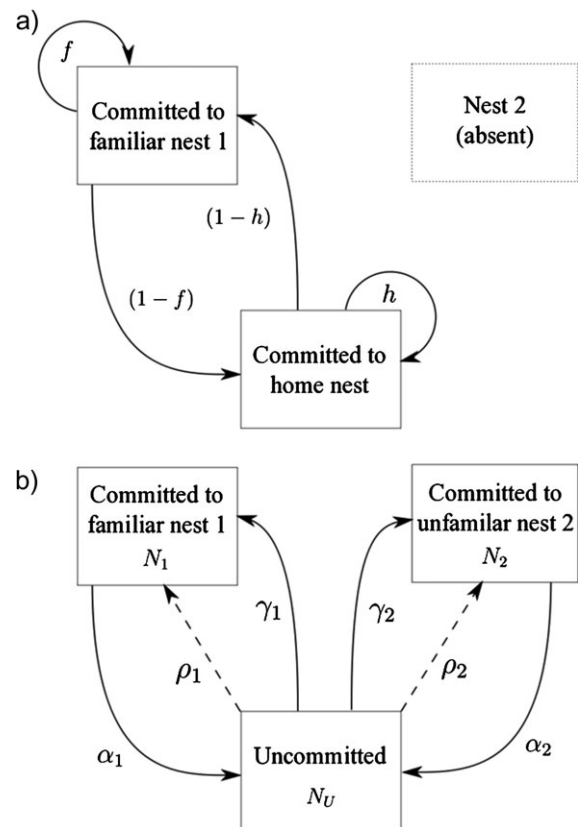 a)
f
Committed to
familiar nest 1
Nest 2
(absent)
(1 − h)
(1 − f)
h
Committed to
home nest
b)
Committed to
familiar nest 1
N₁
Committed to
unfamilar nest 2
N₂
γ₁
γ₂
ρ₁
ρ₂
α₁
α₂
Uncommitted
N_U